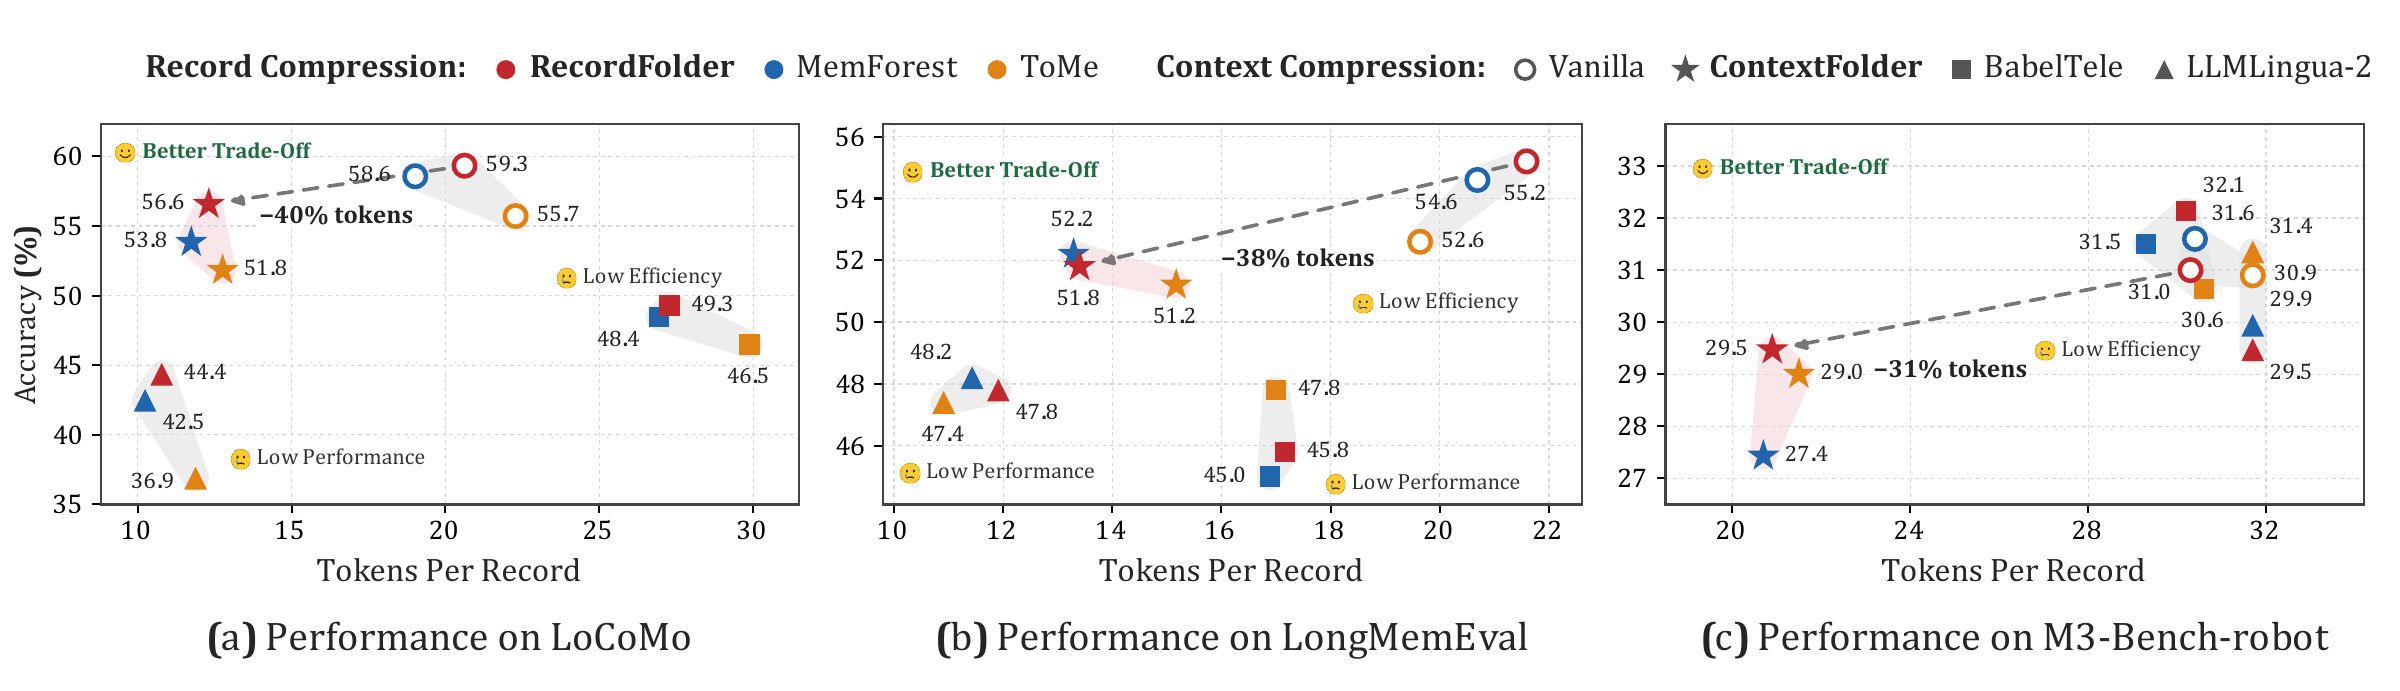 Record Compression: RecordFolder MemForest ToMe Context Compression: Vanilla ContextFolder BabelTele LLMLingua-2
Accuracy (%)
60
55
50
45
40
35
Better Trade-Off
58.6
59.3
56.6
−40% tokens
55.7
53.8
51.8
Low Efficiency
49.3
48.4
46.5
44.4
42.5
36.9
Low Performance
10 15 20 25 30
Tokens Per Record
(a) Performance on LoCoMo
56
54
52
50
48
46
Better Trade-Off
54.6
55.2
52.2
52.6
−38% tokens
51.8
51.2
Low Efficiency
48.2
47.8
47.4
47.8
45.8
45.0
Low Performance
Low Performance
10 12 14 16 18 20 22
Tokens Per Record
(b) Performance on LongMemEval
33
32
31
30
29
28
27
Better Trade-Off
32.1
31.6
31.4
31.5
30.9
31.0
29.9
30.6
29.5
Low Efficiency
29.0
−31% tokens
29.5
27.4
20 24 28 32
Tokens Per Record
(c) Performance on M3-Bench-robot